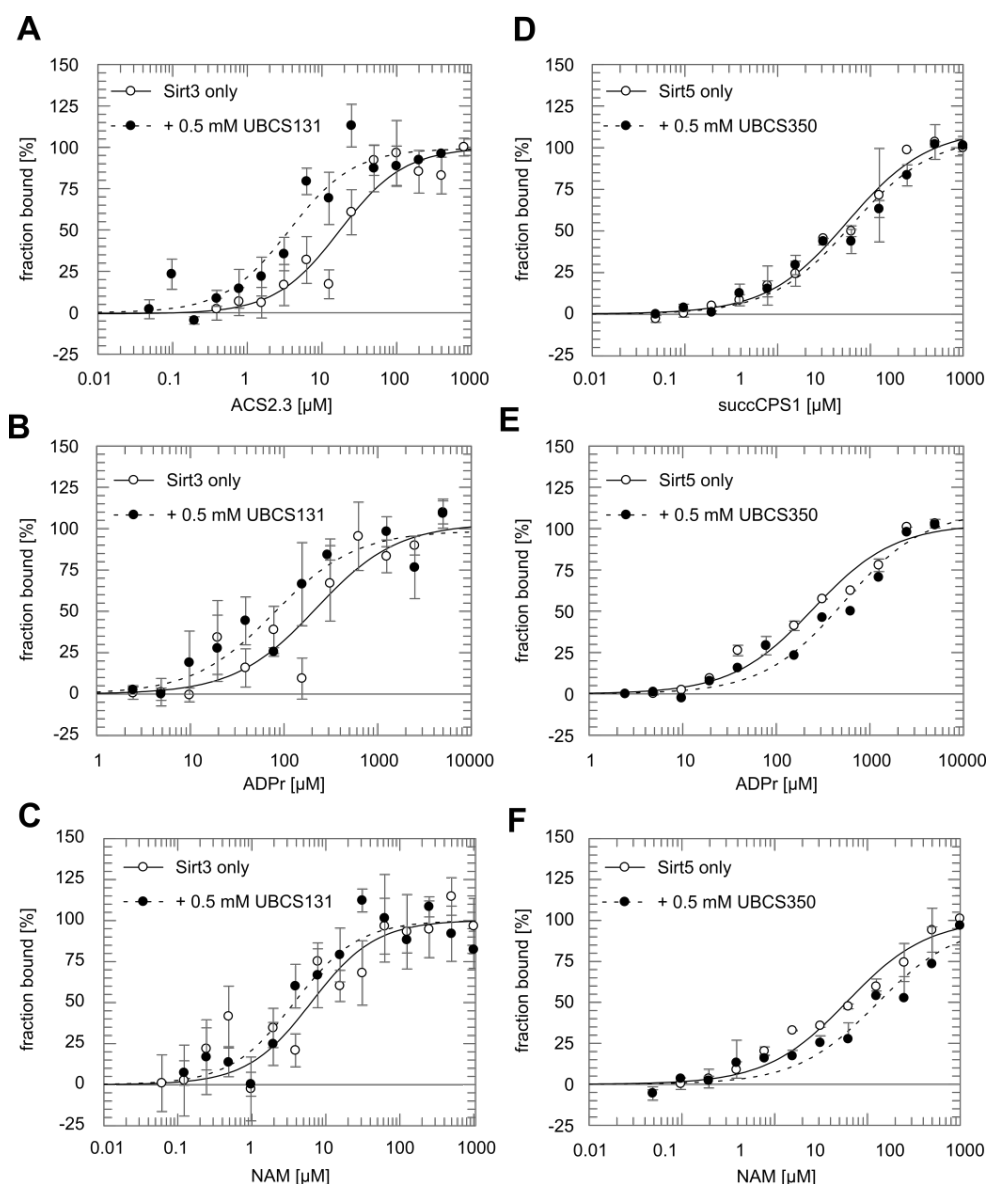 A
150
125
100
75
50
25
0
-25
fraction bound [%]
Sirt3 only
+ 0.5 mM UBCS131
0.01 0.1 1 10 100 1000
ACS2.3 [µM]
D
150
125
100
75
50
25
0
-25
fraction bound [%]
Sirt5 only
+ 0.5 mM UBCS350
0.01 0.1 1 10 100 1000
succCPS1 [µM]
B
150
125
100
75
50
25
0
-25
fraction bound [%]
Sirt3 only
+ 0.5 mM UBCS131
1 10 100 1000 10000
ADPr [µM]
E
150
125
100
75
50
25
0
-25
fraction bound [%]
Sirt5 only
+ 0.5 mM UBCS350
1 10 100 1000 10000
ADPr [µM]
C
150
125
100
75
50
25
0
-25
fraction bound [%]
Sirt3 only
+ 0.5 mM UBCS131
0.01 0.1 1 10 100 1000
NAM [µM]
F
150
125
100
75
50
25
0
-25
fraction bound [%]
Sirt5 only
+ 0.5 mM UBCS350
0.01 0.1 1 10 100 1000
NAM [µM]